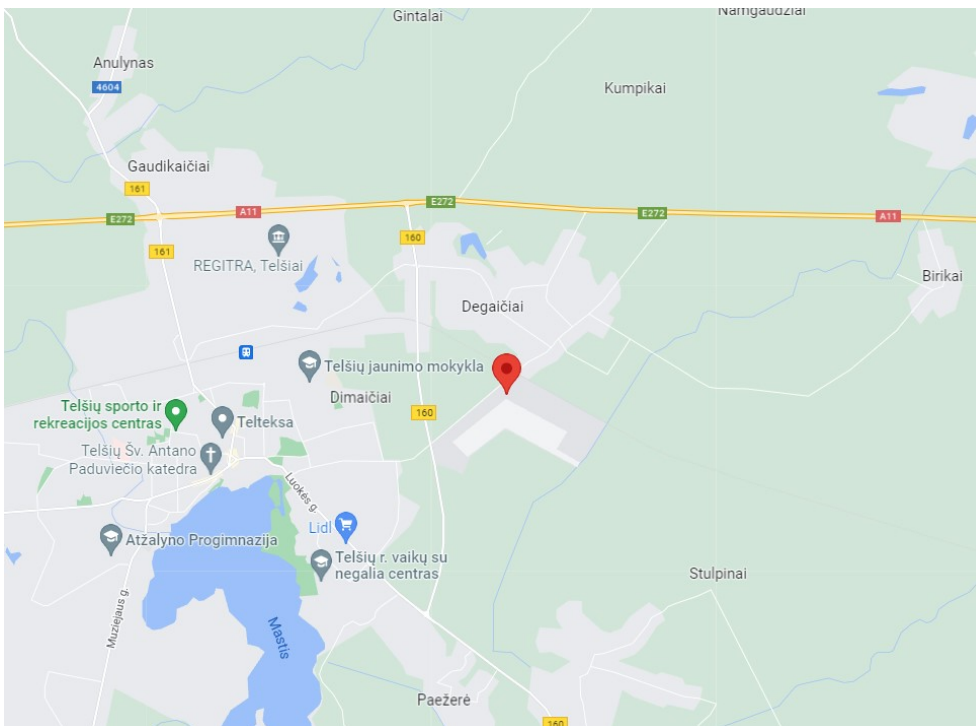 Gintalai
Namgaudžiai
Anulynas
4604
Kumpikai
Gaudikaičiai
161
E272
A11
E272
E272
A11
160
161
REGITRA, Telšiai
Birikai
Degaičiai
Telšių jaunimo mokykla
Dimaičiai
160
Telšių sporto ir
rekreacijos centras
Telteksa
Telšių Šv. Antano
Paduviečio katedra
Luokės g.
Lidl
Atžalyno Progimnazija
Telšių r. vaikų su
negalia centras
Stulpinai
Muziejaus g.
Mastis
Paežerė
160